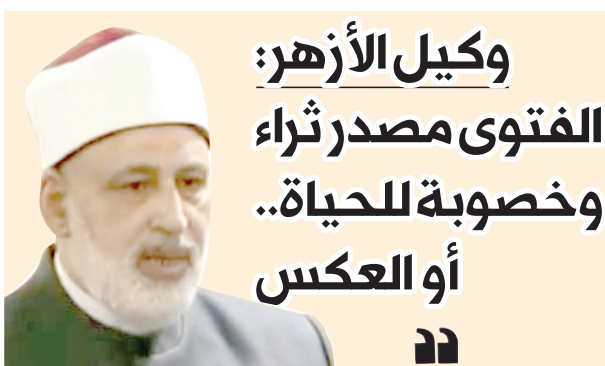 وكيل الأزهر:
الفتوى مصدر ثراء
وخصوبة للحياة..
أو العكس
"